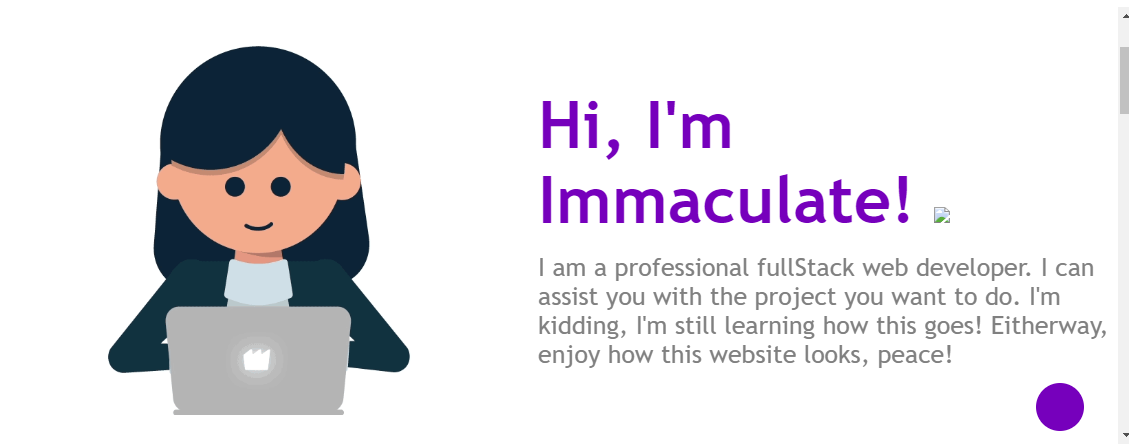 Hi, I'm
Immaculate!
I am a professional fullStack web developer. I can
assist you with the project you want to do. I'm
kidding, I'm still learning how this goes! Eitherway,
enjoy how this website looks, peace!